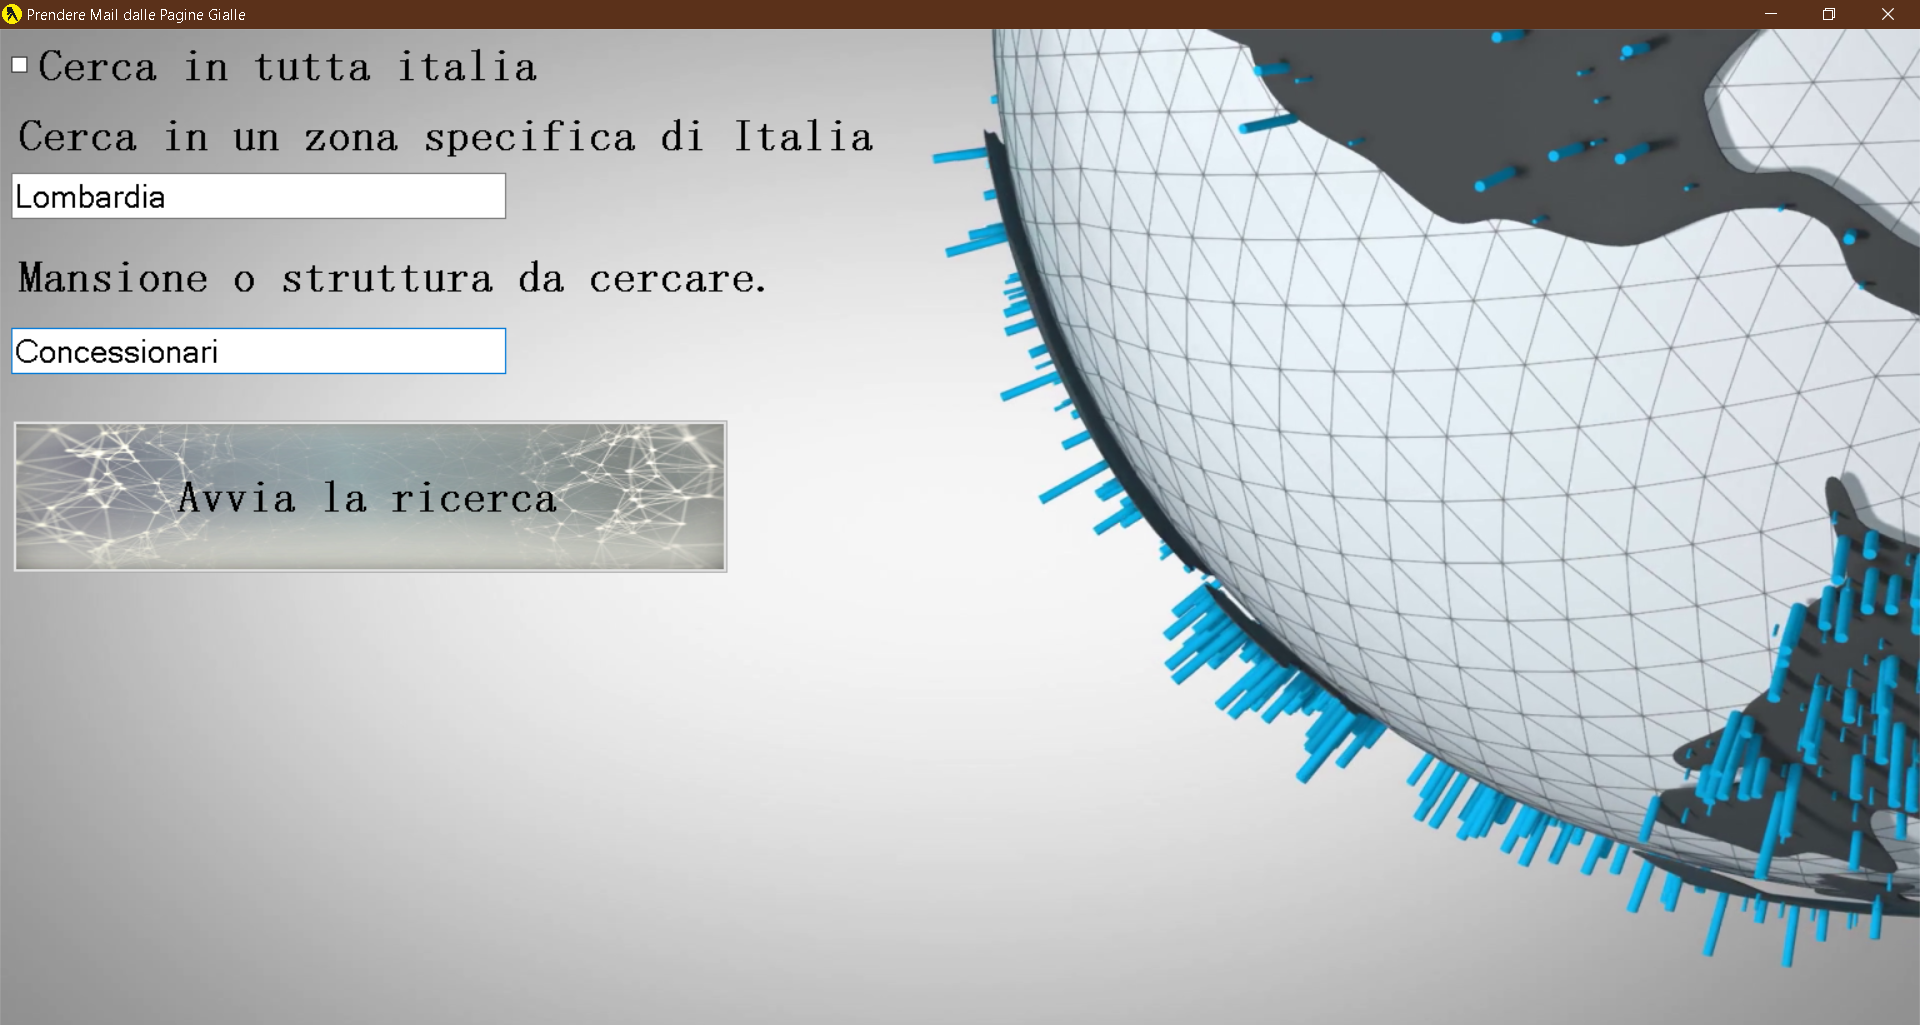 Prendere Mail dalle Pagine Gialle
Cerca in tutta italia
Cerca in un zona specifica di Italia
Lombardia
Mansione o struttura da cercare.
Concessionari
Avvia la ricerca